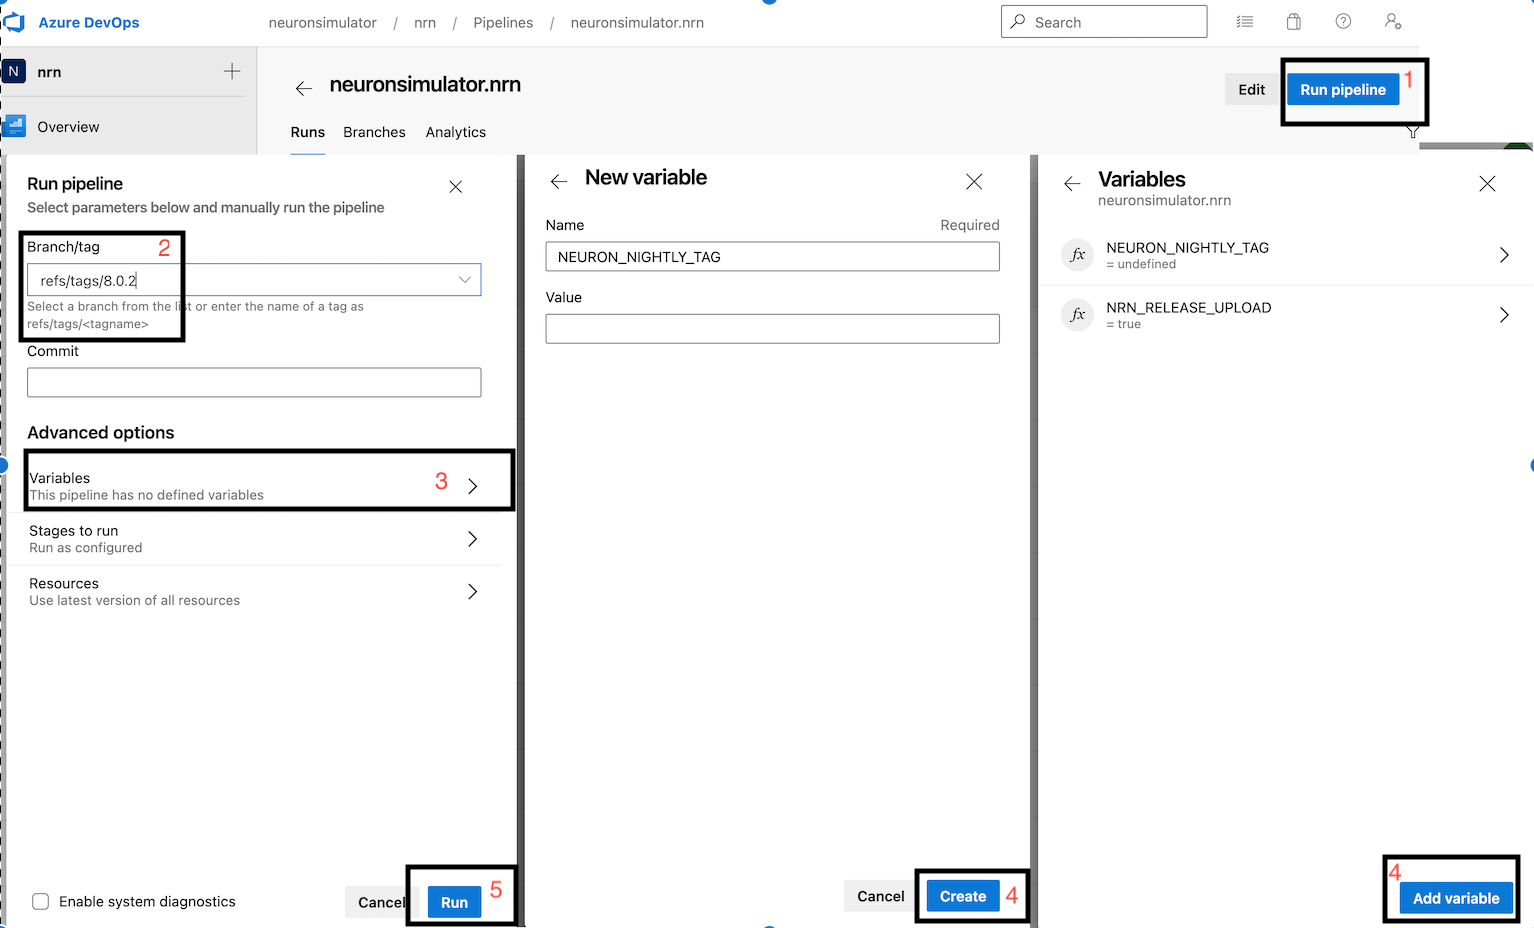 Azure DevOps
neuronsimulator / nrn / Pipelines / neuronsimulator.nrn
Search
N nrn
Overview
neuronsimulator.nrn
Edit
Run pipeline 1
Runs Branches Analytics
Run pipeline
Select parameters below and manually run the pipeline
Branch/tag 2
refs/tags/8.0.2
Select a branch from the list or enter the name of a tag as
refs/tags/<tagname>
Commit
Advanced options
Variables 3
This pipeline has no defined variables
Stages to run
Run as configured
Resources
Use latest version of all resources
Enable system diagnostics
Cancel
Run 5
New variable
Name Required
NEURON_NIGHTLY_TAG
Value
Cancel
Create 4
Variables
neuronsimulator.nrn
fx NEURON_NIGHTLY_TAG
= undefined
fx NRN_RELEASE_UPLOAD
= true
4
Add variable